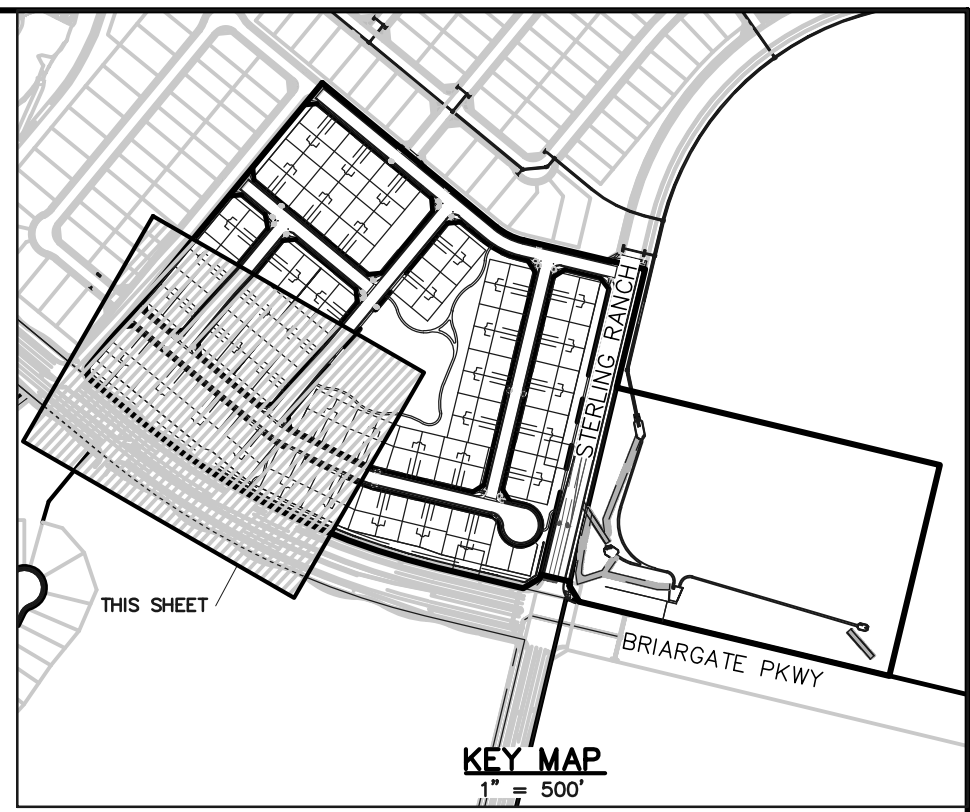 STERLING RANCH
THIS SHEET
BRIARGATE PKWY
KEY MAP
1" = 500'